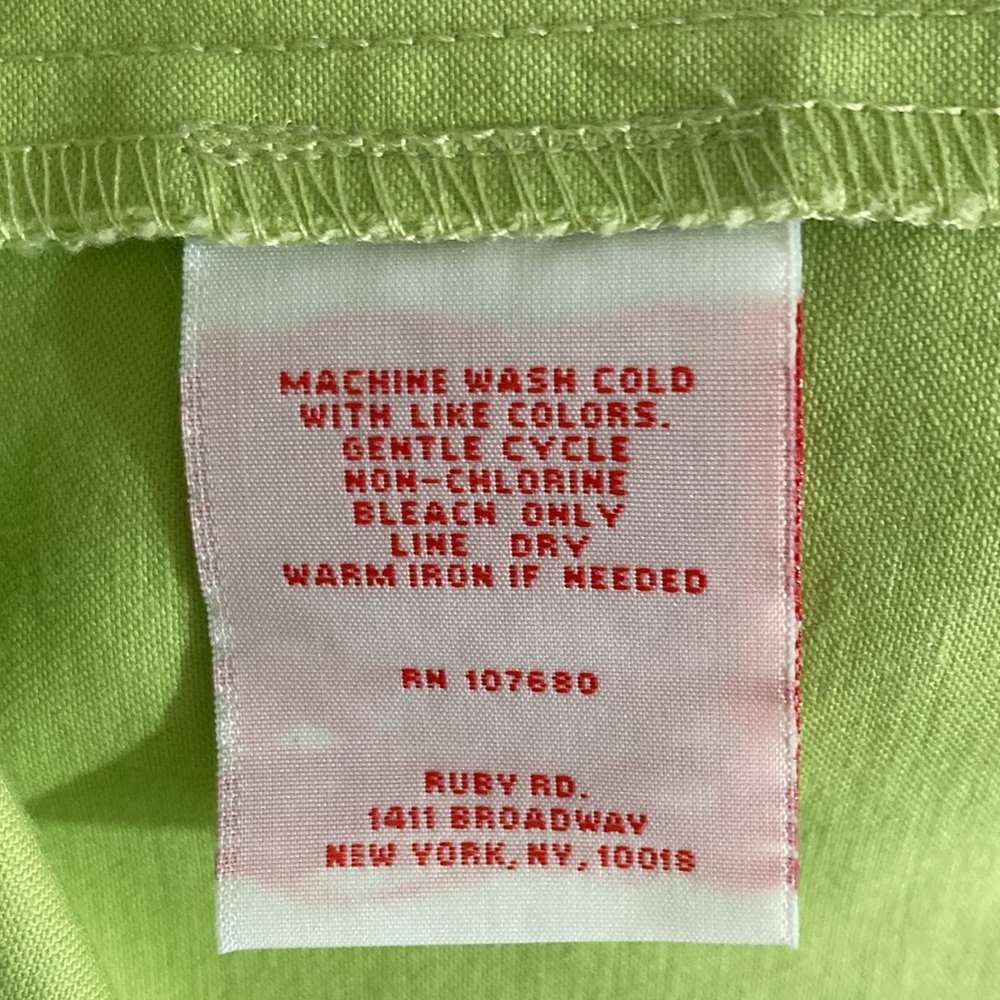 MACHINE WASH COLD
WITH LIKE COLORS.
GENTLE CYCLE
NON-CHLORINE
BLEACH ONLY
LINE DRY
WARM IRON IF NEEDED
RN 107680
RUBY RD.
1411 BROADWAY
NEW YORK, NY, 10018